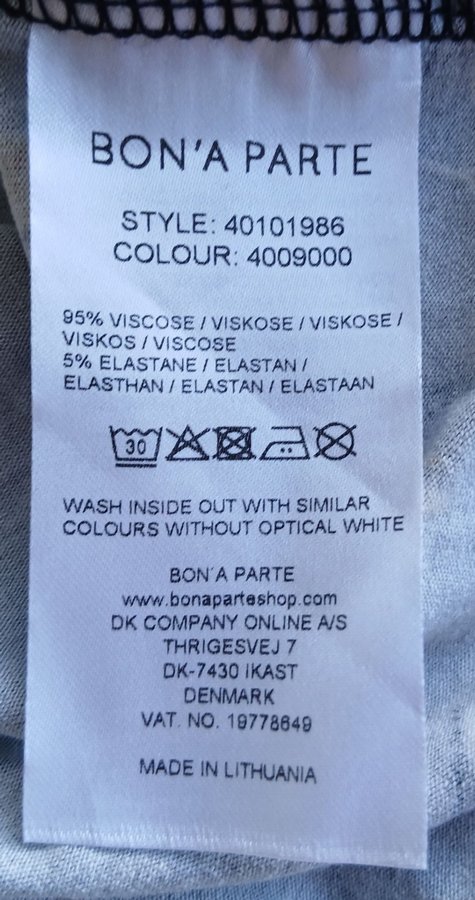 BON'A PARTE
STYLE: 40101986
COLOUR: 4009000
95% VISCOSE / VISKOSE / VISKOSE /
VISKOS / VISCOSE
5% ELASTANE / ELASTAN /
ELASTHAN / ELASTAN / ELASTAAN
30
WASH INSIDE OUT WITH SIMILAR
COLOURS WITHOUT OPTICAL WHITE
BON'A PARTE
www.bonaparteshop.com
DK COMPANY ONLINE A/S
THRIGESVEJ 7
DK-7430 IKAST
DENMARK
VAT. NO. 19778649
MADE IN LITHUANIA